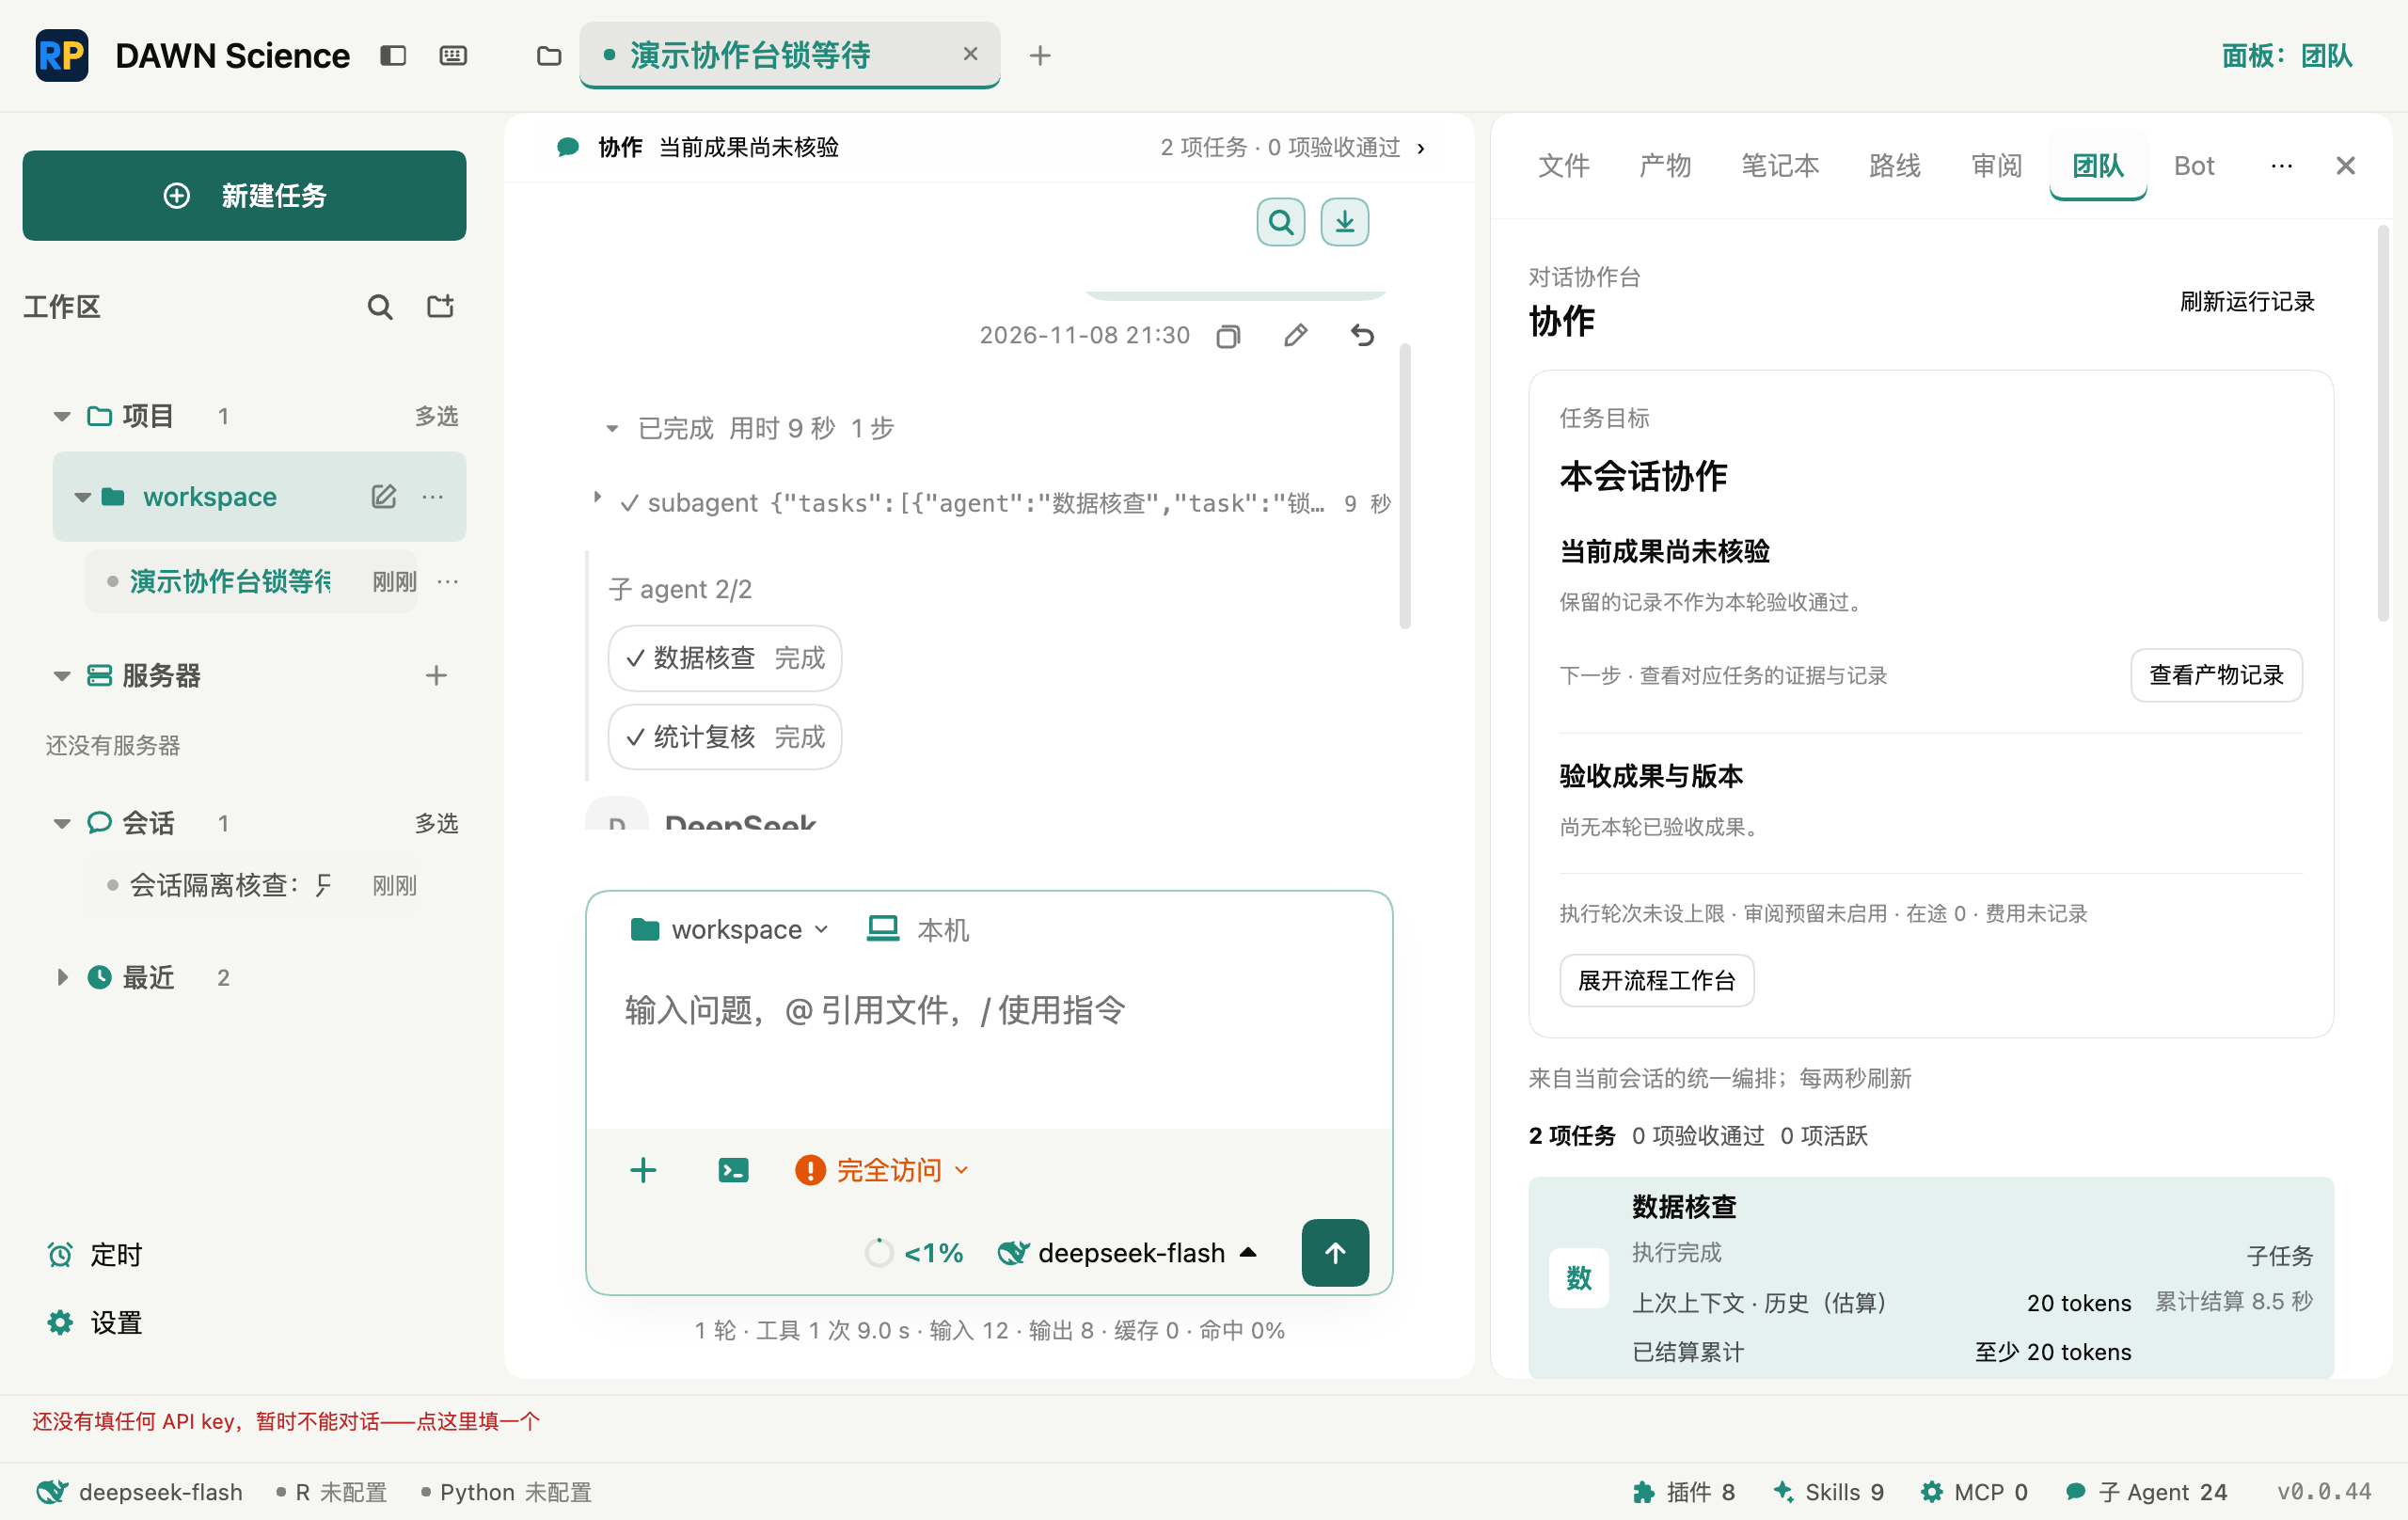 RP DAWN Science
演示协作台锁等待
面板：团队
新建任务
工作区
项目 1 多选
workspace
演示协作台锁等待 刚刚
服务器
还没有服务器
会话 1 多选
会话隔离核查： 刚刚
最近 2
定时
设置
协作 当前成果尚未核验 2 项任务 · 0 项验收通过 ›
2026-11-08 21:30
已完成 用时 9 秒 1 步
subagent {"tasks":[{"agent":"数据核查","task":"锁… 9 秒
子 agent 2/2
数据核查 完成
统计复核 完成
D DeepSeek
workspace 本机
输入问题，@ 引用文件，/ 使用指令
完全访问
<1% deepseek-flash
1 轮 · 工具 1 次 9.0 s · 输入 12 · 输出 8 · 缓存 0 · 命中 0%
文件 产物 笔记本 路线 审阅 团队 Bot
对话协作台
协作
刷新运行记录
任务目标
本会话协作
当前成果尚未核验
保留的记录不作为本轮验收通过。
下一步 · 查看对应任务的证据与记录 查看产物记录
验收成果与版本
尚无本轮已验收成果。
执行轮次未设上限 · 审阅预留未启用 · 在途 0 · 费用未记录
展开流程工作台
来自当前会话的统一编排；每两秒刷新
2 项任务 0 项验收通过 0 项活跃
数
数据核查
执行完成
子任务
上次上下文 · 历史（估算） 20 tokens 累计结算 8.5 秒
已结算累计 至少 20 tokens
还没有填任何 API key，暂时不能对话——点这里填一个
deepseek-flash R 未配置 Python 未配置
插件 8 Skills 9 MCP 0 子 Agent 24 v0.0.44